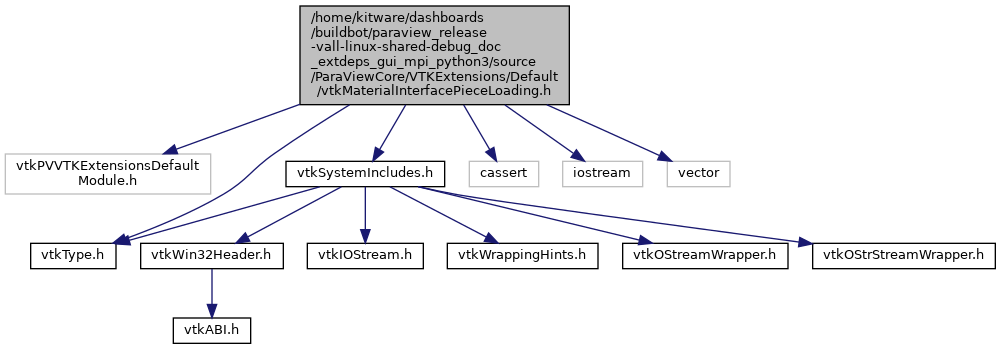 /home/kitware/dashboards
/buildbot/paraview_release
-vall-linux-shared-debug_doc
_extdeps_gui_mpi_python3/source
/ParaViewCore/VTKExtensions/Default
/vtkMaterialInterfacePieceLoading.h
vtkPVVTKExtensionsDefault
Module.h
vtkSystemIncludes.h
cassert
iostream
vector
vtkType.h
vtkWin32Header.h
vtkIOStream.h
vtkWrappingHints.h
vtkOStreamWrapper.h
vtkOStrStreamWrapper.h
vtkABI.h